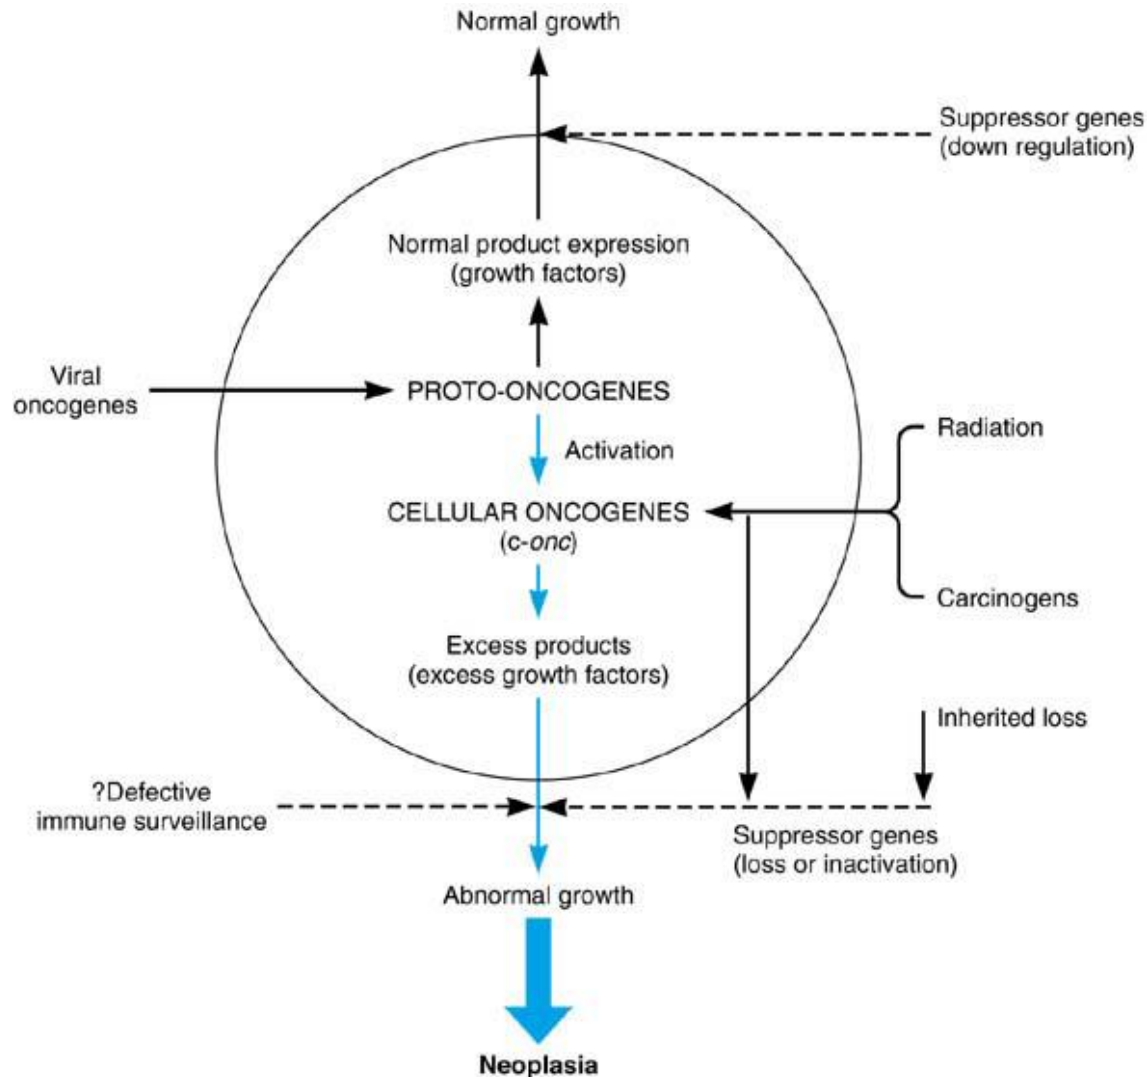 Normal growth
Suppressor genes
(down regulation)
Normal product expression
(growth factors)
Viral
oncogenes
PROTO-ONCOGENES
Activation
Radiation
CELLULAR ONCOGENES
(c-onc)
Carcinogens
Excess products
(excess growth factors)
Inherited loss
?Defective
immune surveillance
Suppressor genes
(loss or inactivation)
Abnormal growth
Neoplasia